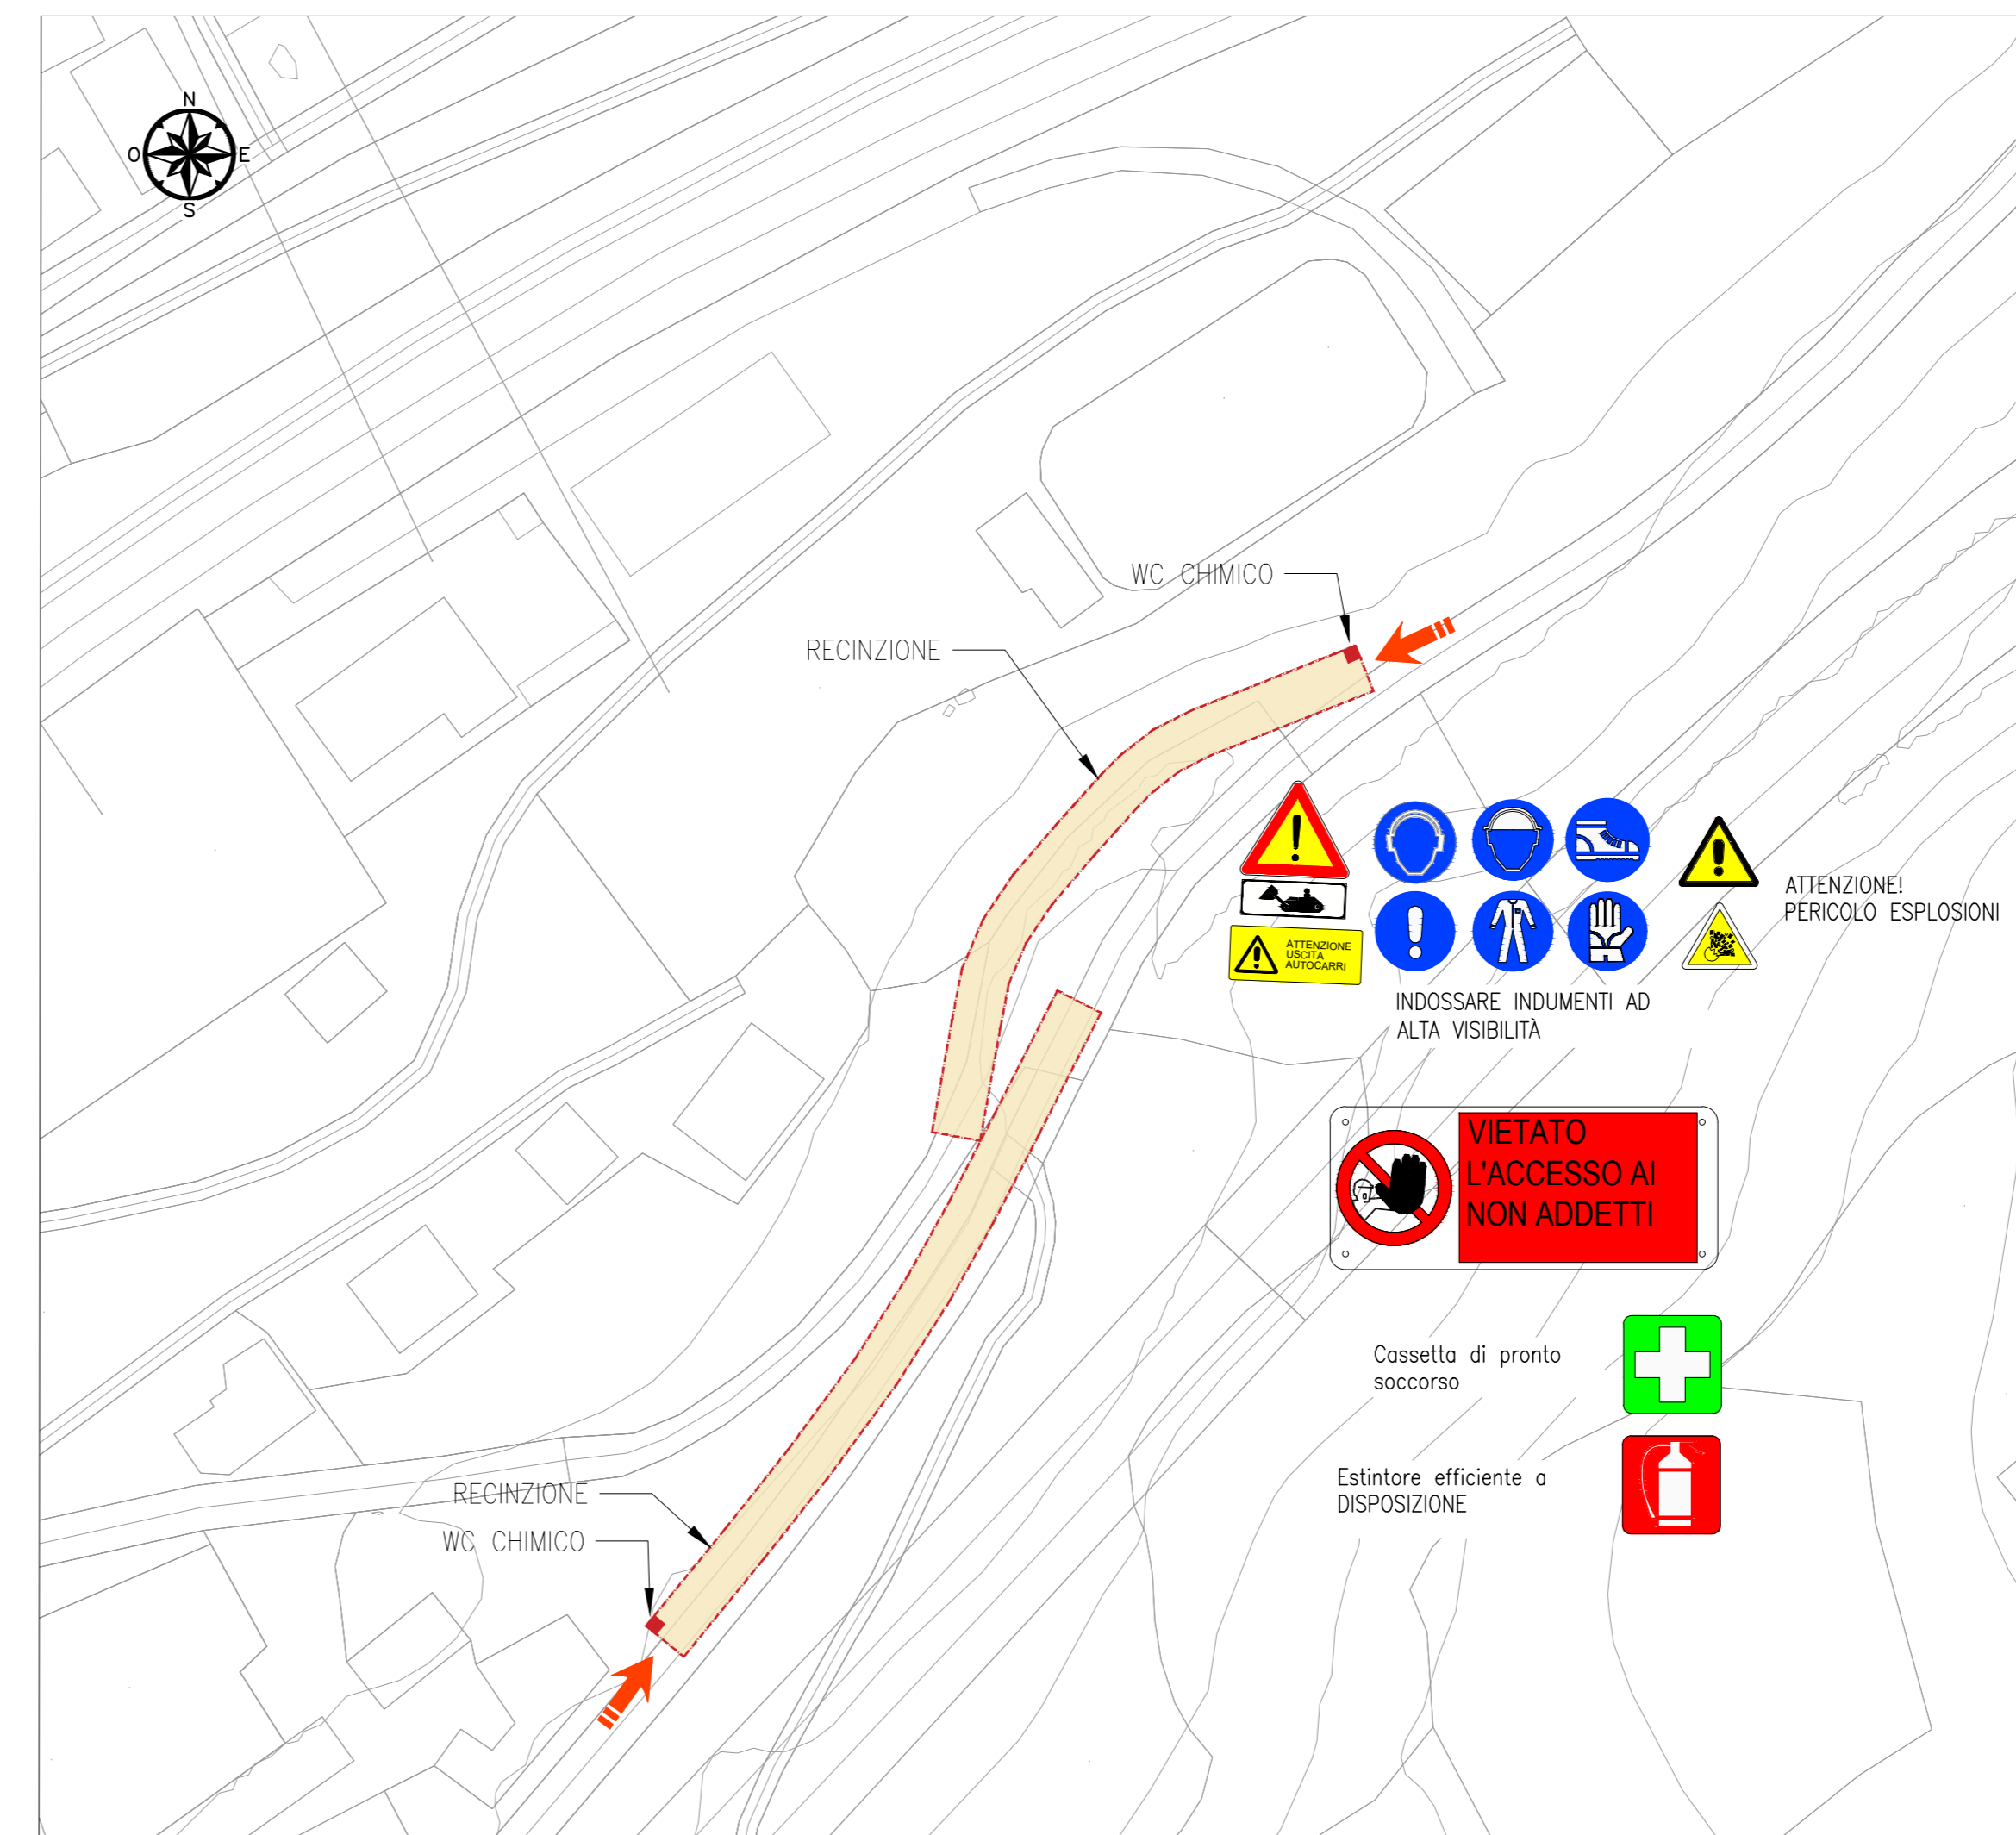 N
O
E
S
WC CHIMICO
RECINZIONE
ATTENZIONE
USCITA
AUTOCARRI
ATTENZIONE!
PERICOLO ESPLOSIONI
INDOSSARE INDUMENTI AD
ALTA VISIBILITÀ
VIETATO
L'ACCESSO AI
NON ADDETTI
Cassetta di pronto
soccorso
Estintore efficiente a
DISPOSIZIONE
RECINZIONE
WC CHIMICO